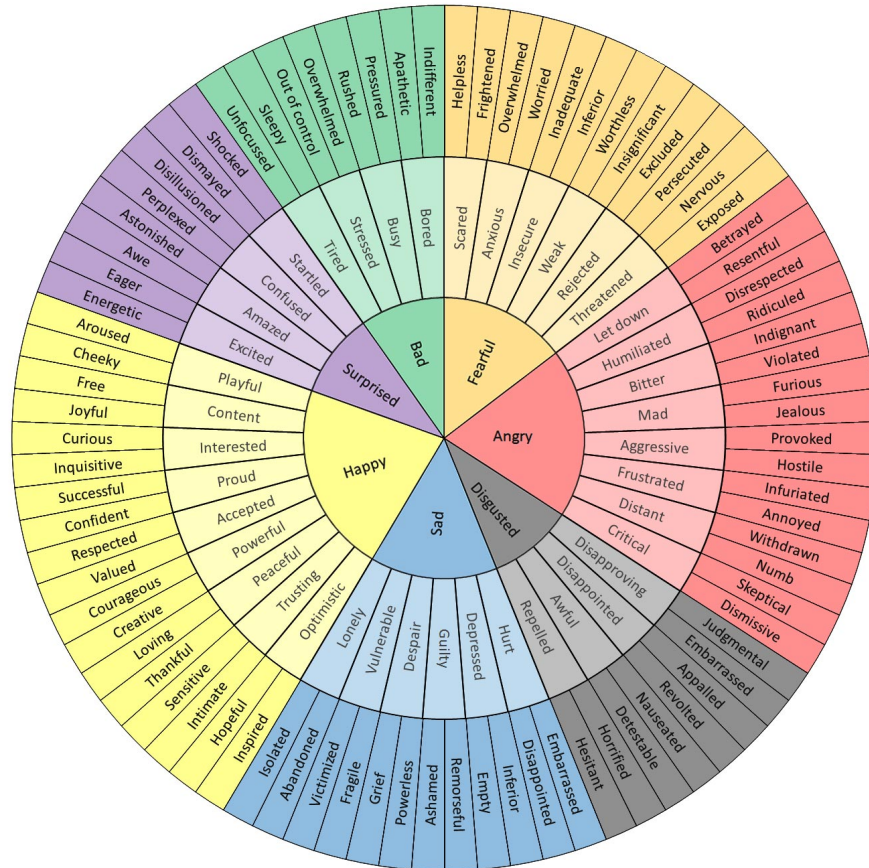 Fearful
Angry
Disgusted
Sad
Happy
Surprised
Bad
Scared
Anxious
Insecure
Weak
Rejected
Threatened
Let down
Humiliated
Bitter
Mad
Aggressive
Frustrated
Distant
Critical
Disapproving
Disappointed
Awful
Repelled
Hurt
Depressed
Guilty
Despair
Vulnerable
Lonely
Optimistic
Trusting
Peaceful
Powerful
Accepted
Proud
Interested
Content
Playful
Excited
Amazed
Confused
Startled
Tired
Stressed
Busy
Bored
Helpless
Frightened
Overwhelmed
Worried
Inadequate
Inferior
Worthless
Insignificant
Excluded
Persecuted
Nervous
Exposed
Betrayed
Resentful
Disrespected
Ridiculed
Indignant
Violated
Furious
Jealous
Provoked
Hostile
Infuriated
Annoyed
Withdrawn
Numb
Skeptical
Dismissive
Judgmental
Embarrassed
Appalled
Revolted
Nauseated
Detestable
Horrified
Hesitant
Embarrassed
Disappointed
Inferior
Empty
Remorseful
Ashamed
Powerless
Grief
Fragile
Victimized
Abandoned
Isolated
Inspired
Hopeful
Intimate
Sensitive
Thankful
Loving
Creative
Courageous
Valued
Respected
Confident
Successful
Inquisitive
Curious
Joyful
Free
Cheeky
Aroused
Energetic
Eager
Awe
Astonished
Perplexed
Disillusioned
Dismayed
Shocked
Unfocussed
Sleepy
Out of control
Overwhelmed
Rushed
Pressured
Apathetic
Indifferent